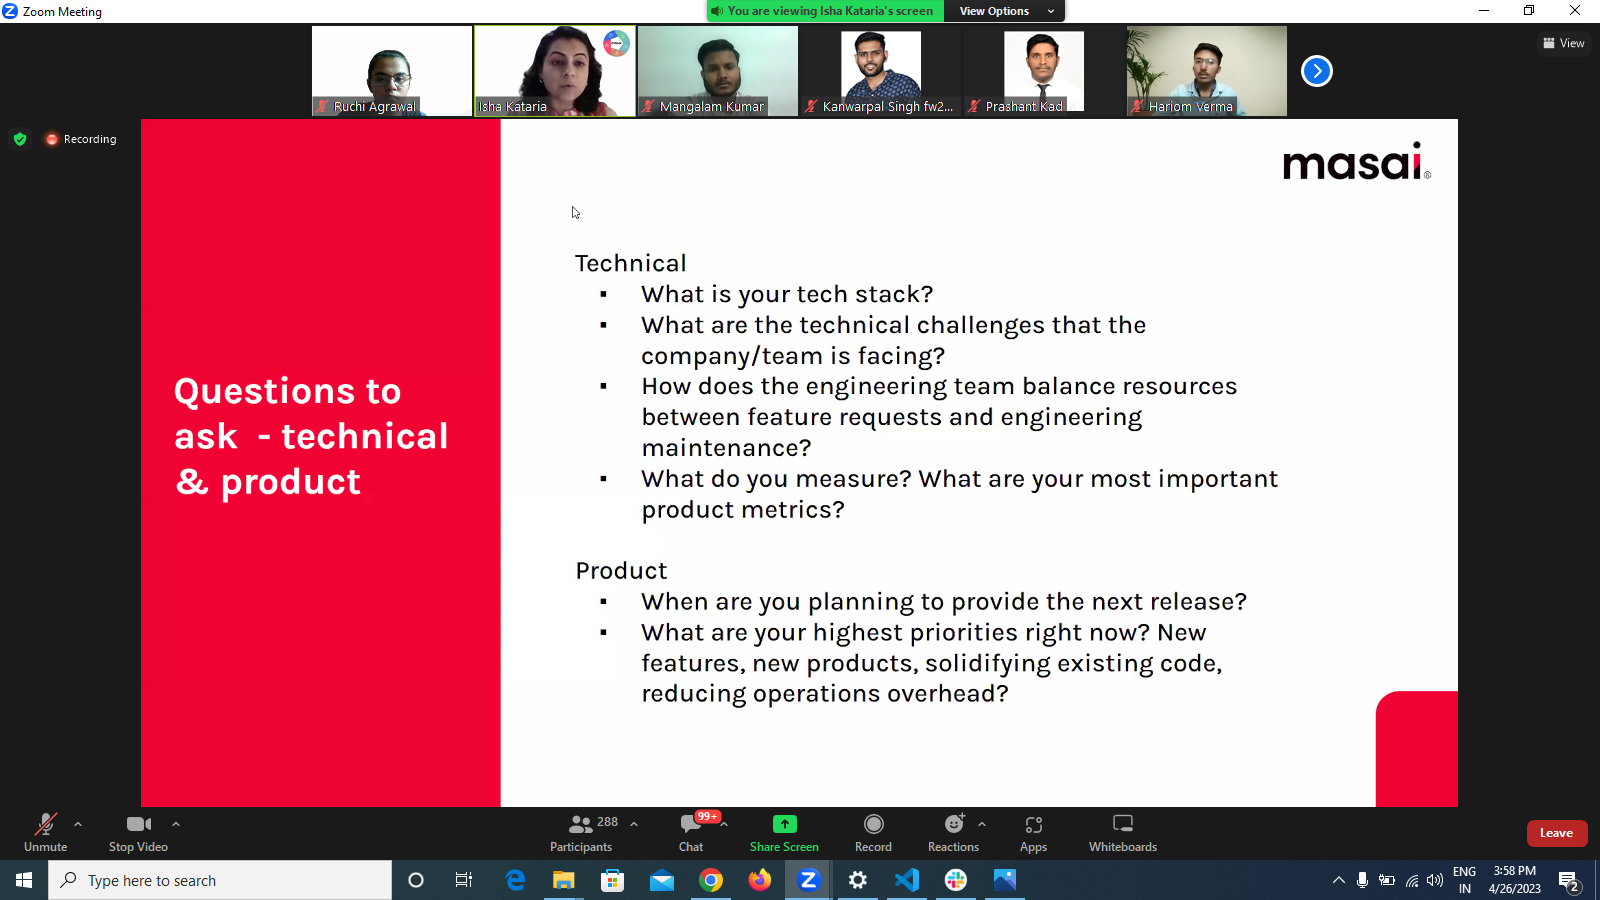 Zoom Meeting
You are viewing Isha Kataria's screen
View Options
Ruchi Agrawal
Isha Kataria
Mangalam Kumar
Kanwarpal Singh fw2...
Prashant Kad
Hariom Verma
View
Recording
masai®
Questions to
ask - technical
& product
Technical
▪ What is your tech stack?
▪ What are the technical challenges that the
company/team is facing?
▪ How does the engineering team balance resources
between feature requests and engineering
maintenance?
▪ What do you measure? What are your most important
product metrics?
Product
▪ When are you planning to provide the next release?
▪ What are your highest priorities right now? New
features, new products, solidifying existing code,
reducing operations overhead?
Unmute
Stop Video
288
Participants
99+
Chat
Share Screen
Record
Reactions
Apps
Whiteboards
Leave
Type here to search
ENG
IN
3:58 PM
4/26/2023
2